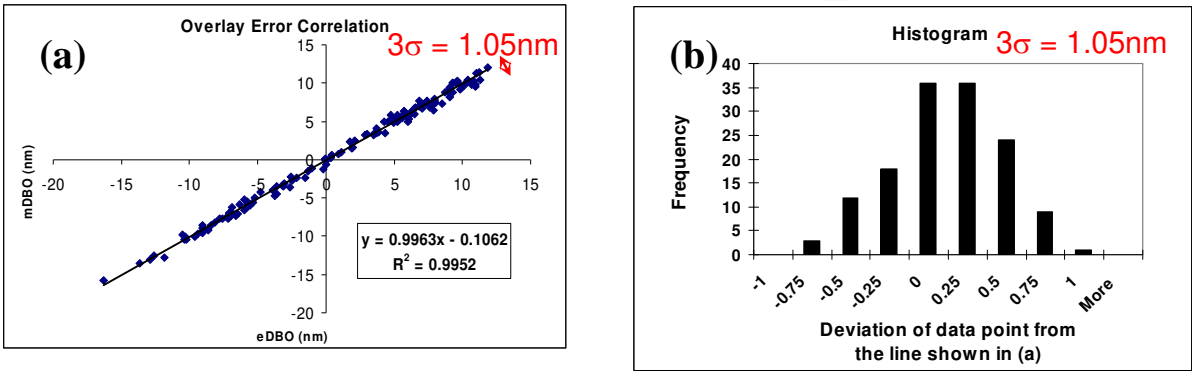 (a)
Overlay Error Correlation
3σ = 1.05nm
15
10
5
0
-5
-10
-15
-20
-20 -15 -10 -5 0 5 10 15
mDBO (nm)
eDBO (nm)
y = 0.9963x - 0.1062
R² = 0.9952
(b)
Histogram
3σ = 1.05nm
40
35
30
25
20
15
10
5
0
Frequency
-1 -0.75 -0.5 -0.25 0 0.25 0.5 0.75 1 More
Deviation of data point from
the line shown in (a)